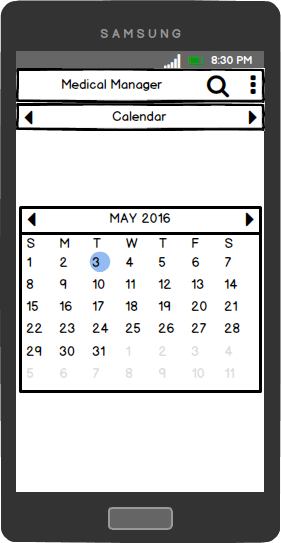 SAMSUNG
8:30 PM
Medical Manager
Calendar
MAY 2016
S M T W T F S
1 2 3 4 5 6 7
8 9 10 11 12 13 14
15 16 17 18 19 20 21
22 23 24 25 26 27 28
29 30 31 1 2 3 4
5 6 7 8 9 10 11